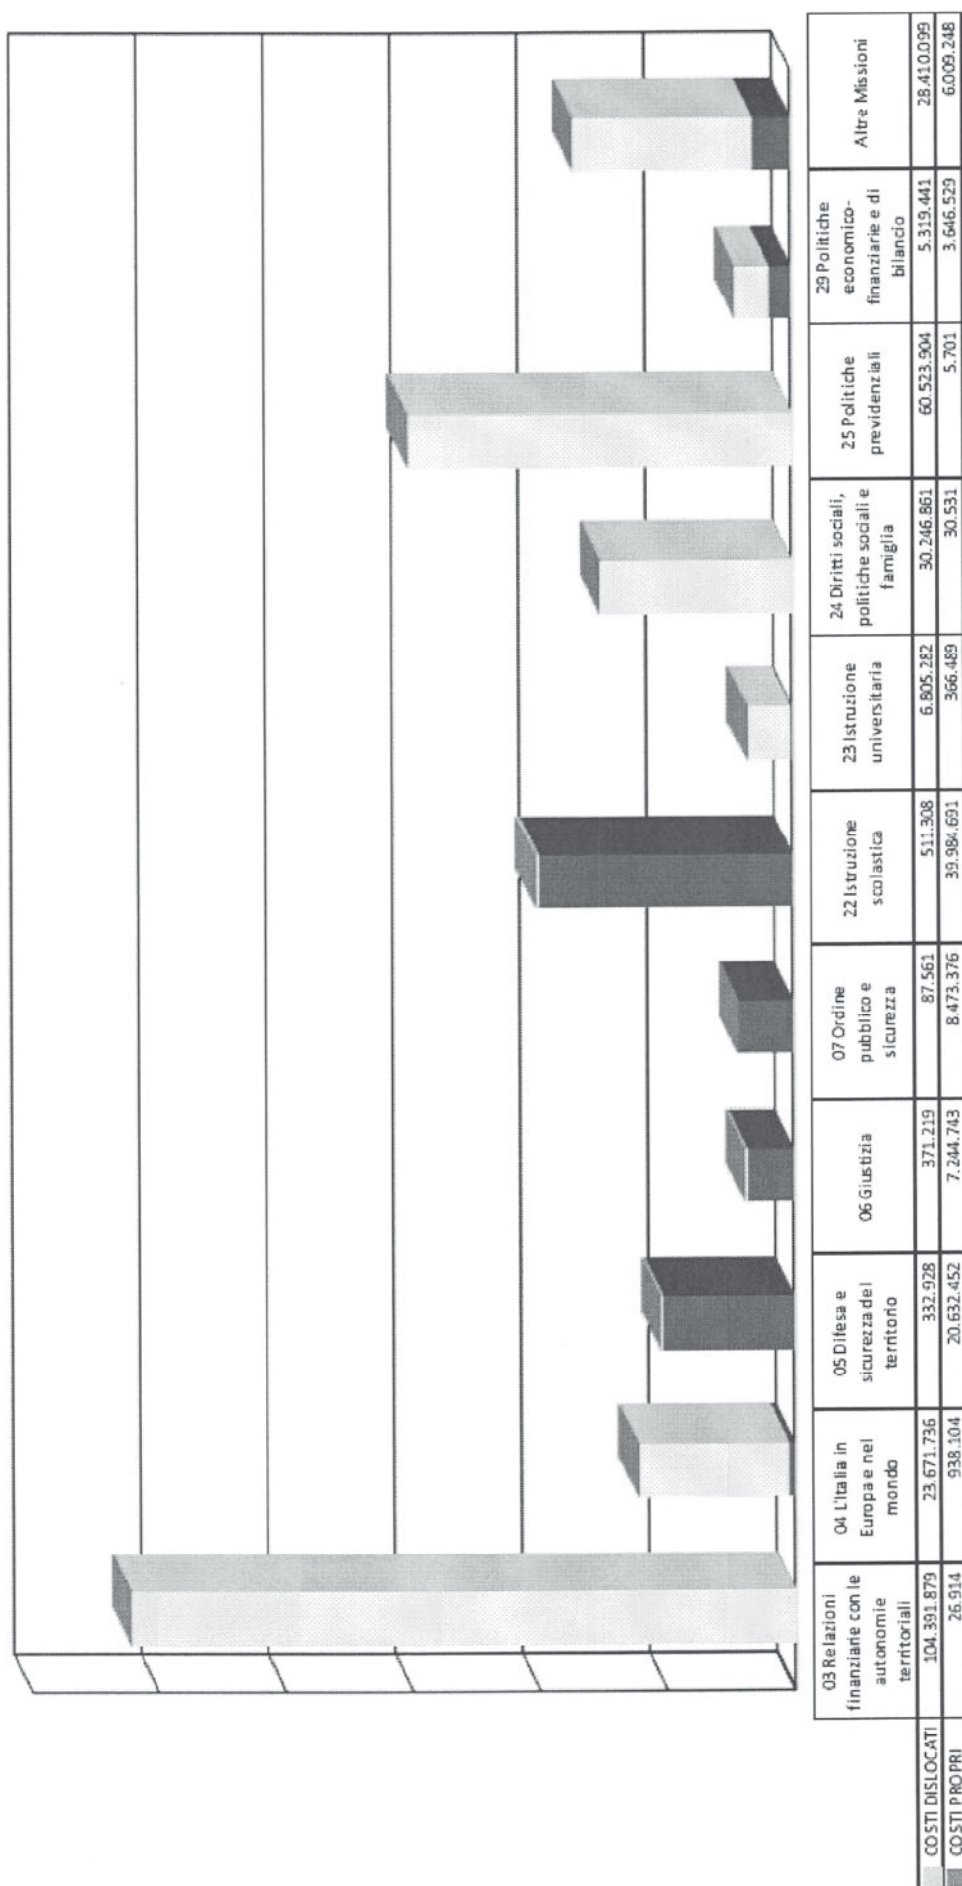 03 Relazioni
finanziarie con le
autonomie
territoriali
04 L'Italia in
Europa e nel
mondo
05 Difesa e
sicurezza del
territorio
06 Giustizia
07 Ordine
pubblico e
sicurezza
22 Istruzione
scolastica
23 Istruzione
universitaria
24 Diritti sociali,
politiche sociali e
famiglia
25 Politiche
previdenziali
29 Politiche
economico-
finanziarie e di
bilancio
Altre Missioni
COSTI DISLOCATI 104.391.879 23.671.736 332.928 371.219 87.561 511.308 6.805.282 30.246.861 60.523.904 5.319.441 28.410.099
COSTI PROPRI 26.914 938.104 20.632.452 7.244.743 8.473.376 39.984.691 366.489 30.531 5.701 3.646.529 6.009.248